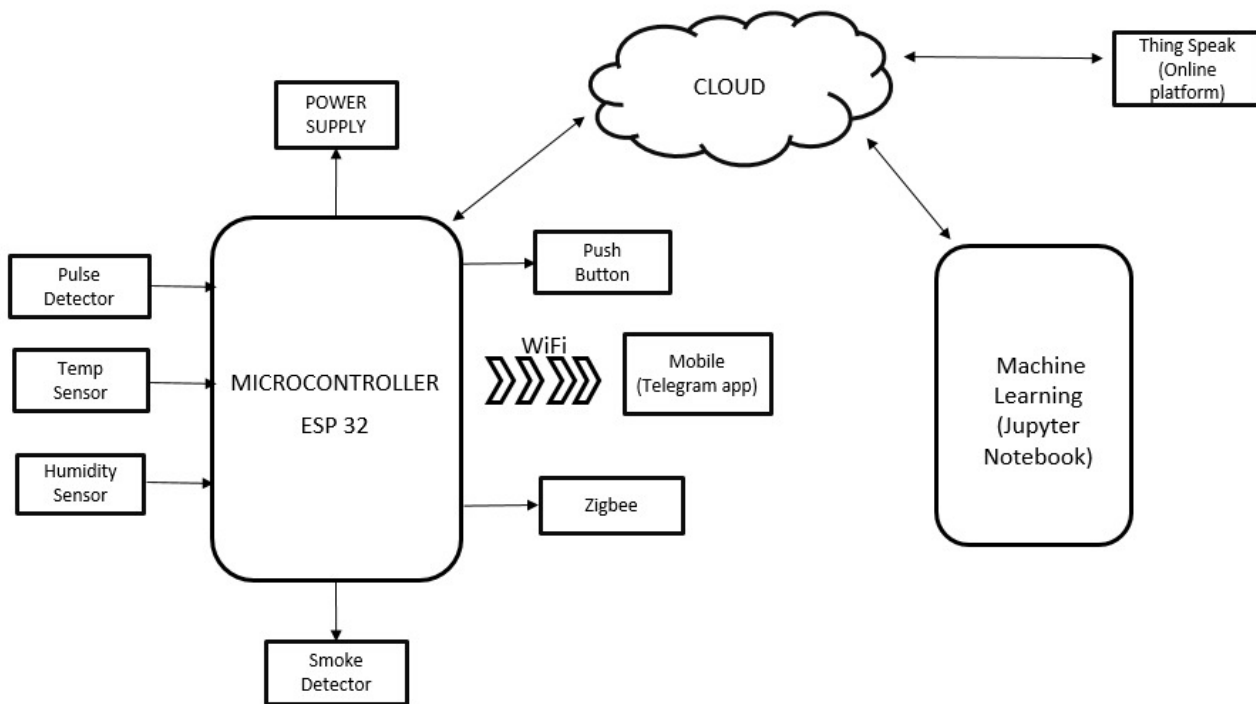 Thing Speak
(Online
platform)
CLOUD
POWER
SUPPLY
Push
Button
Pulse
Detector
WiFi
Mobile
(Telegram app)
Temp
Sensor
MICROCONTROLLER
ESP 32
Machine
Learning
(Jupyter
Notebook)
Humidity
Sensor
Zigbee
Smoke
Detector